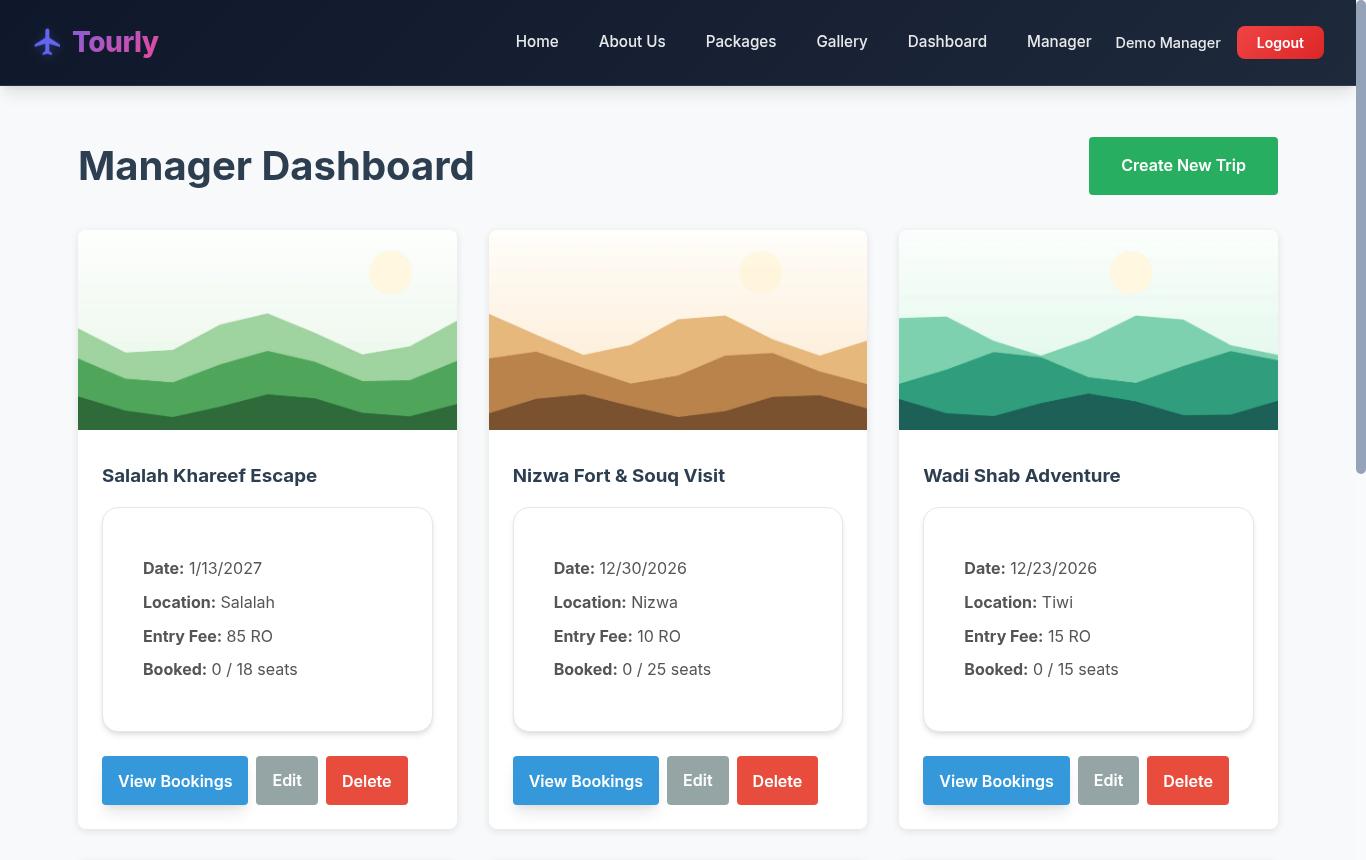 Tourly
Home
About Us
Packages
Gallery
Dashboard
Manager
Demo Manager
Logout
Manager Dashboard
Create New Trip
Salalah Khareef Escape
Date: 1/13/2027
Location: Salalah
Entry Fee: 85 RO
Booked: 0 / 18 seats
View Bookings
Edit
Delete
Nizwa Fort & Souq Visit
Date: 12/30/2026
Location: Nizwa
Entry Fee: 10 RO
Booked: 0 / 25 seats
View Bookings
Edit
Delete
Wadi Shab Adventure
Date: 12/23/2026
Location: Tiwi
Entry Fee: 15 RO
Booked: 0 / 15 seats
View Bookings
Edit
Delete